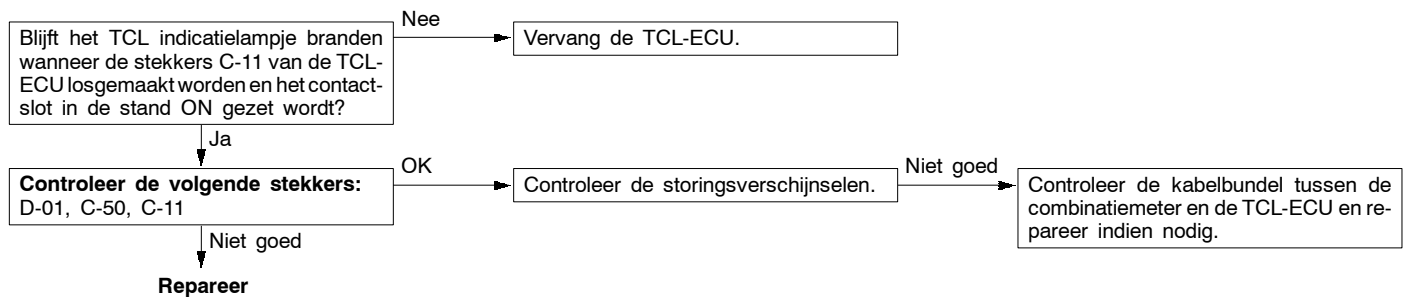 Blijft het TCL indicatielampje branden
wanneer de stekkers C-11 van de TCL-
ECU losgemaakt worden en het contact-
slot in de stand ON gezet wordt?
Nee
Vervang de TCL-ECU.
Ja
Controleer de volgende stekkers:
D-01, C-50, C-11
OK
Controleer de storingsverschijnselen.
Niet goed
Controleer de kabelbundel tussen de
combinatiemeter en de TCL-ECU en re-
pareer indien nodig.
Niet goed
Repareer